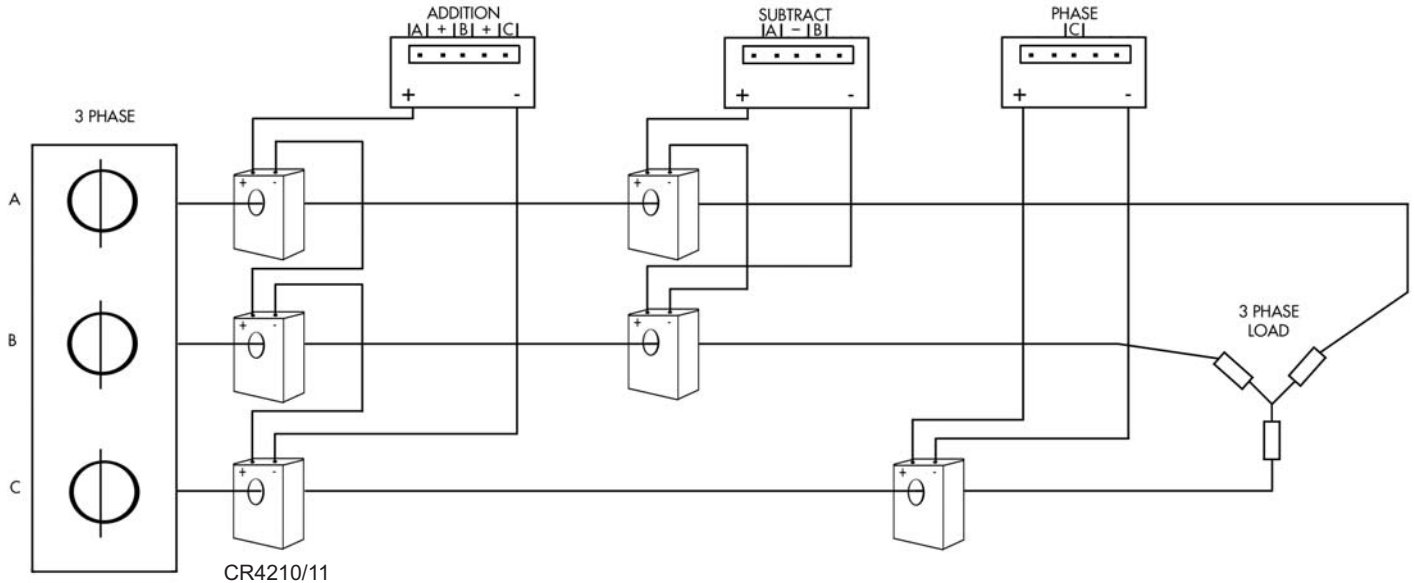 ADDITION
|A| + |B| + |C|
+ -
SUBTRACT
|A| – |B|
+ -
PHASE
|C|
+ -
3 PHASE
A
+ -
+ -
B
+ -
+ -
3 PHASE
LOAD
C
+ -
+ -
CR4210/11